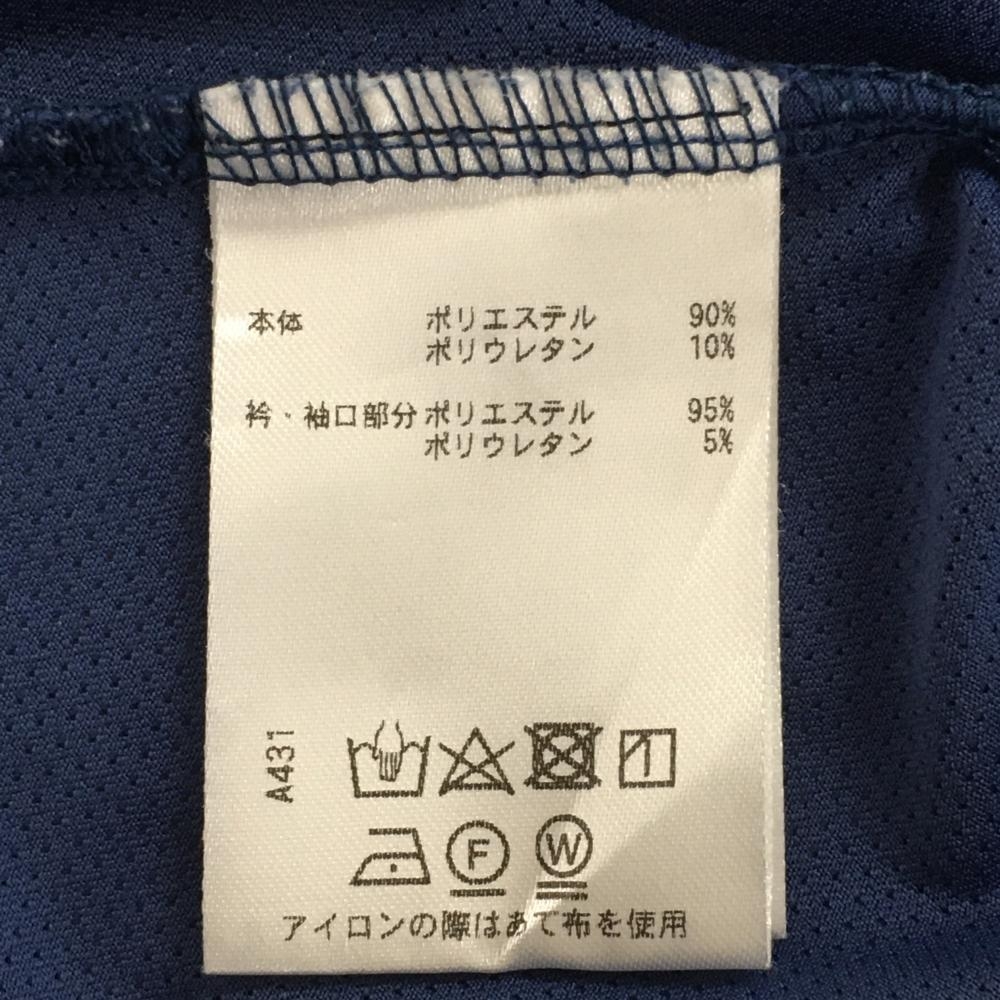 本体 ポリエステル 90%
ポリウレタン 10%
衿・袖口部分 ポリエステル 95%
ポリウレタン 5%
A431
F W
アイロンの際はあて布を使用